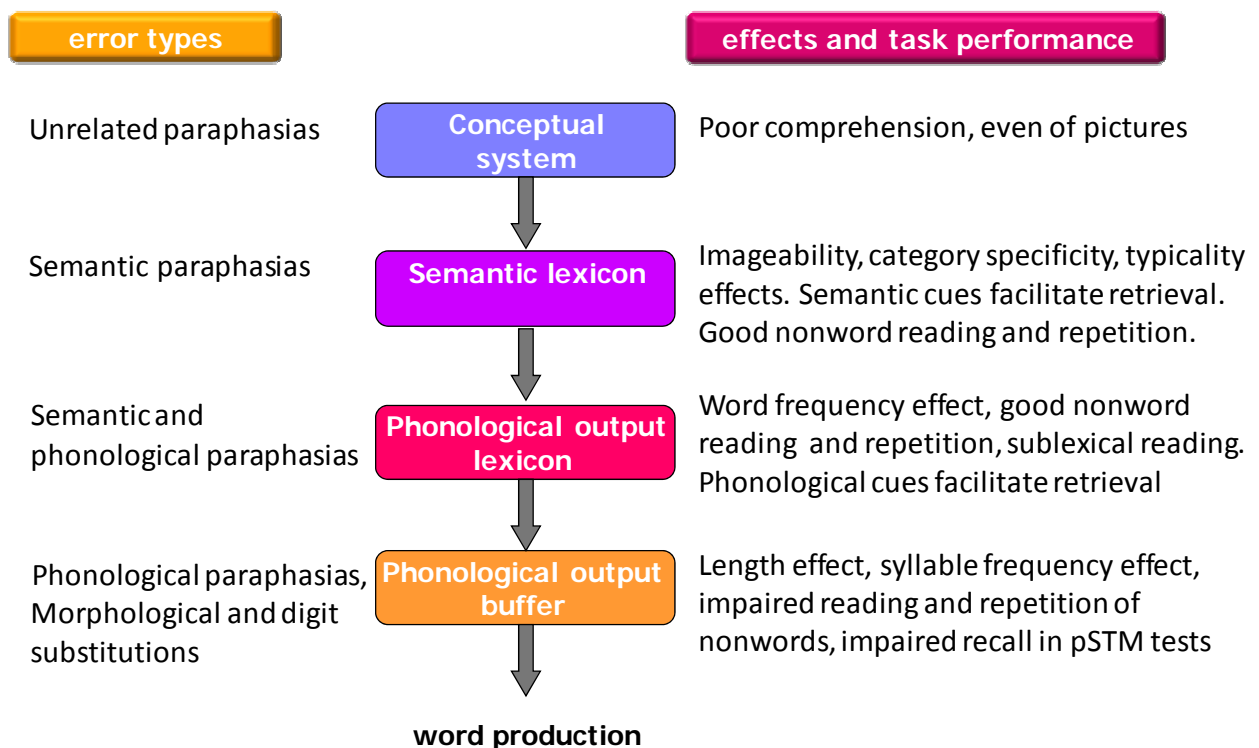 error types
effects and task performance
Unrelated paraphasias
Conceptual
system
Poor comprehension, even of pictures
Semantic paraphasias
Semantic lexicon
Imageability, category specificity, typicality
effects. Semantic cues facilitate retrieval.
Good nonword reading and repetition.
Semantic and
phonological paraphasias
Phonological output
lexicon
Word frequency effect, good nonword
reading and repetition, sublexical reading.
Phonological cues facilitate retrieval
Phonological paraphasias,
Morphological and digit
substitutions
Phonological output
buffer
Length effect, syllable frequency effect,
impaired reading and repetition of
nonwords, impaired recall in pSTM tests
word production